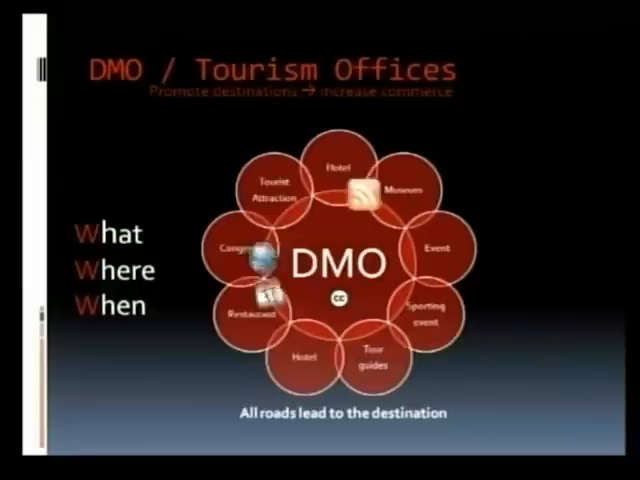 DMO / Tourism Offices
Promote destinations → increase commerce
Hotel
Tourist
Attraction
Museum
Event
What
Where
When
DMO
cc
Restaurant
Sporting
event
Hotel
Tour
guides
All roads lead to the destination